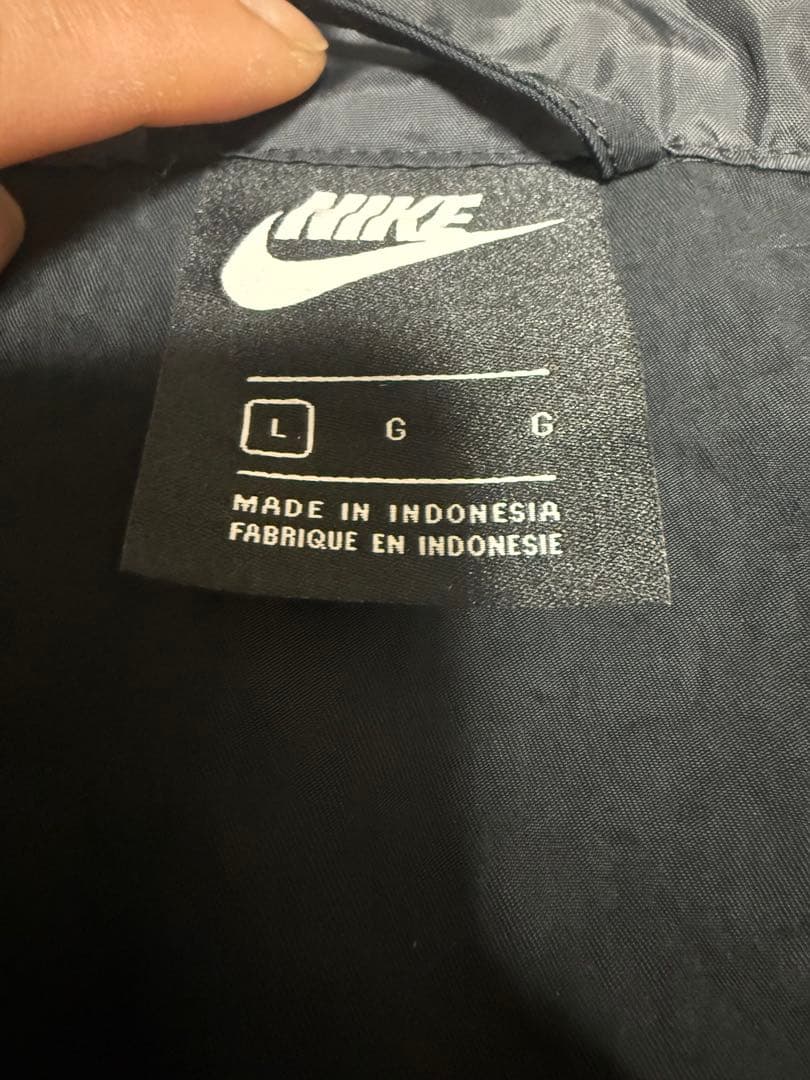 NIKE
L G G
MADE IN INDONESIA
FABRIQUE EN INDONESIE